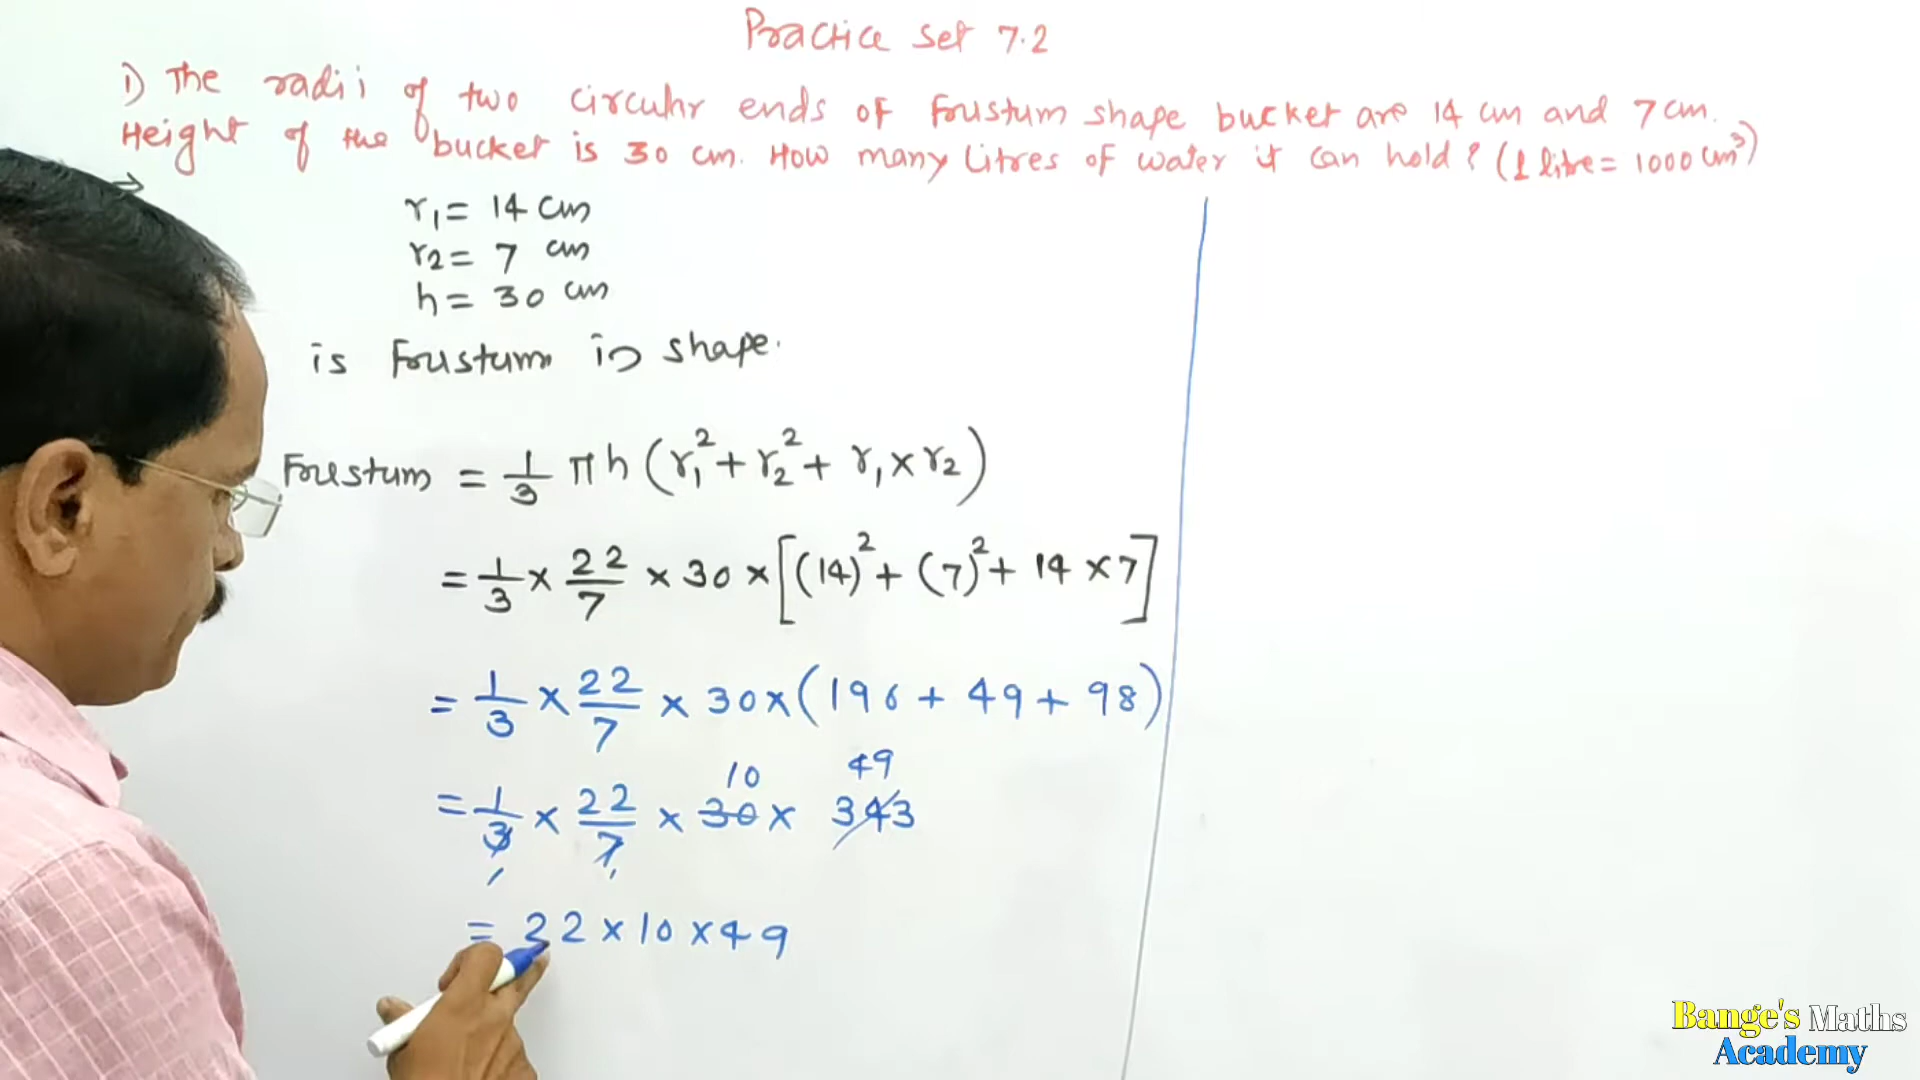 Practice set 7.2
1) The radii of two circular ends of Frustum shape bucket are 14 cm and 7 cm.
Height of the bucket is 30 cm. How many Litres of water it can hold? (1 litre = 1000 cm³)
⇒
r₁ = 14 cm
r₂ = 7 cm
h = 30 cm
is Frustum in shape.
Frustum = 1/3 πh (r₁² + r₂² + r₁ × r₂)
= 1/3 × 22/7 × 30 × [(14)² + (7)² + 14 × 7]
= 1/3 × 22/7 × 30 × (196 + 49 + 98)
10 49
= 1/3 × 22/7 × 30 × 343
= 22 × 10 × 49
Bange's Maths
Academy